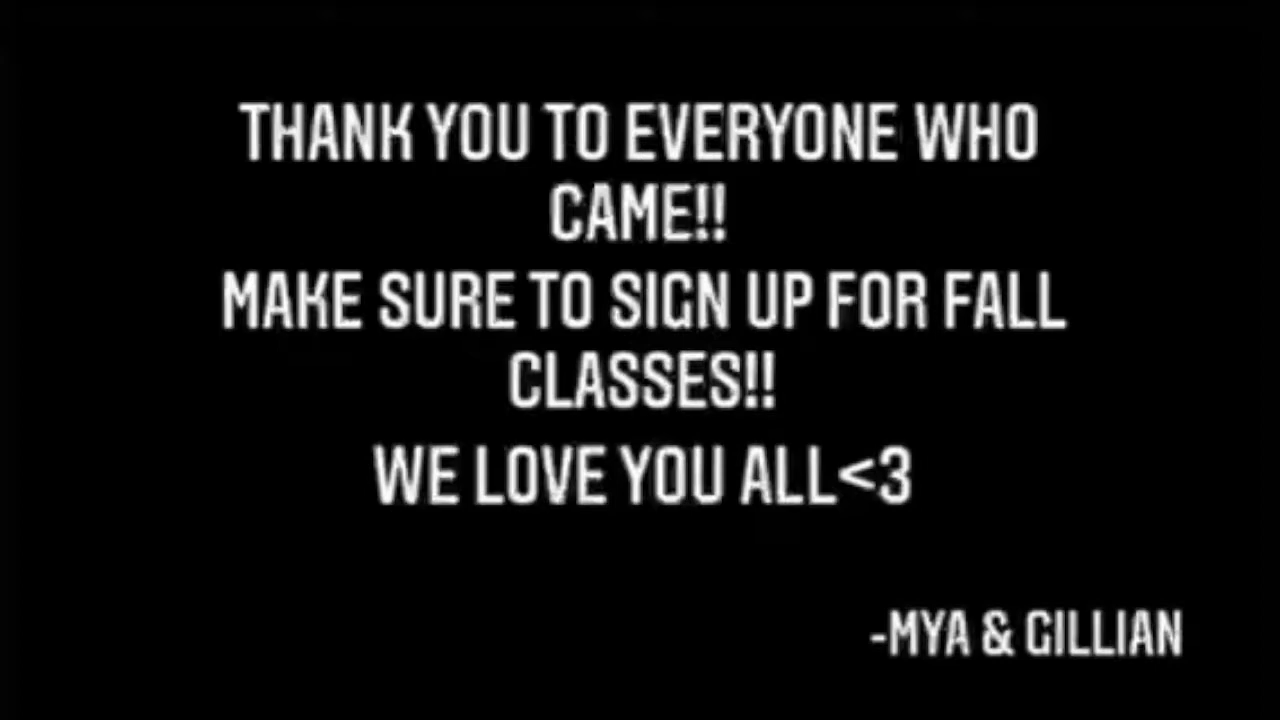 THANK YOU TO EVERYONE WHO
CAME!!
MAKE SURE TO SIGN UP FOR FALL
CLASSES!!
WE LOVE YOU ALL<3
-MYA & GILLIAN